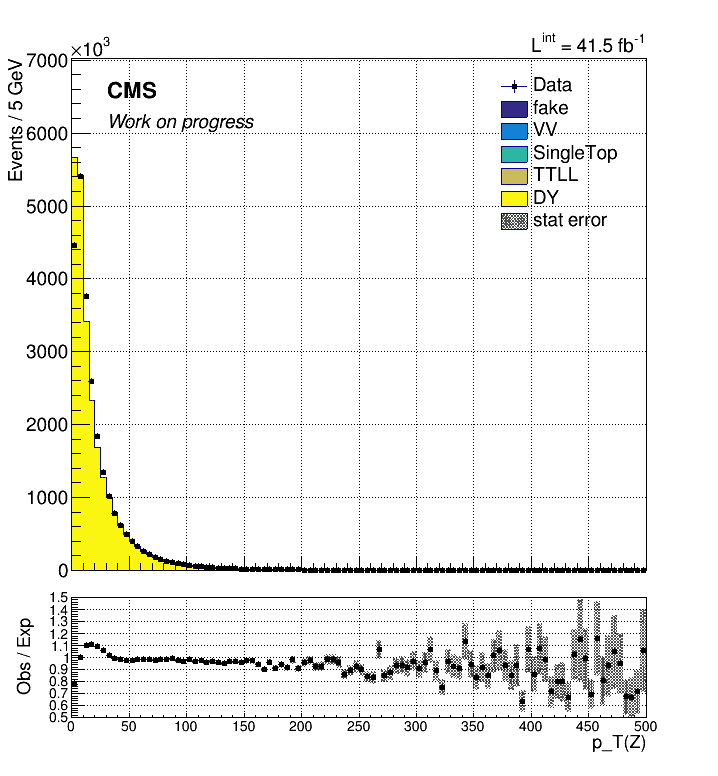 ×10³
L^int = 41.5 fb⁻¹
Events / 5 GeV
7000
6000
5000
4000
3000
2000
1000
0
CMS
Work on progress
Data
fake
VV
SingleTop
TTLL
DY
stat error
Obs / Exp
1.5
1.4
1.3
1.2
1.1
1
0.9
0.8
0.7
0.6
0.5
0 50 100 150 200 250 300 350 400 450 500
p_T(Z)